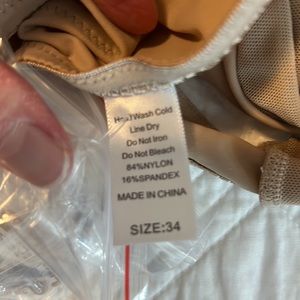 Hand Wash Cold
Line Dry
Do Not Iron
Do Not Bleach
84%NYLON
16%SPANDEX
MADE IN CHINA
SIZE:34